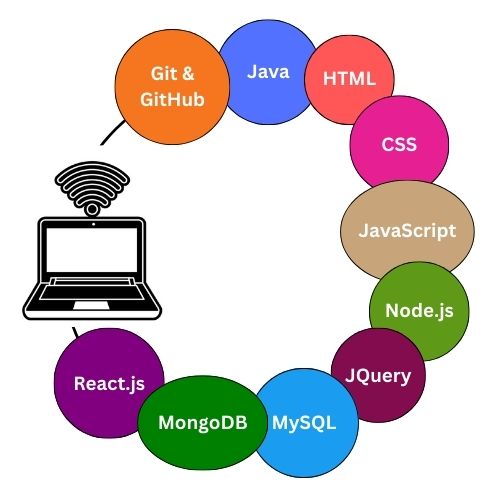 Git &
GitHub
Java
HTML
CSS
JavaScript
Node.js
JQuery
MySQL
MongoDB
React.js